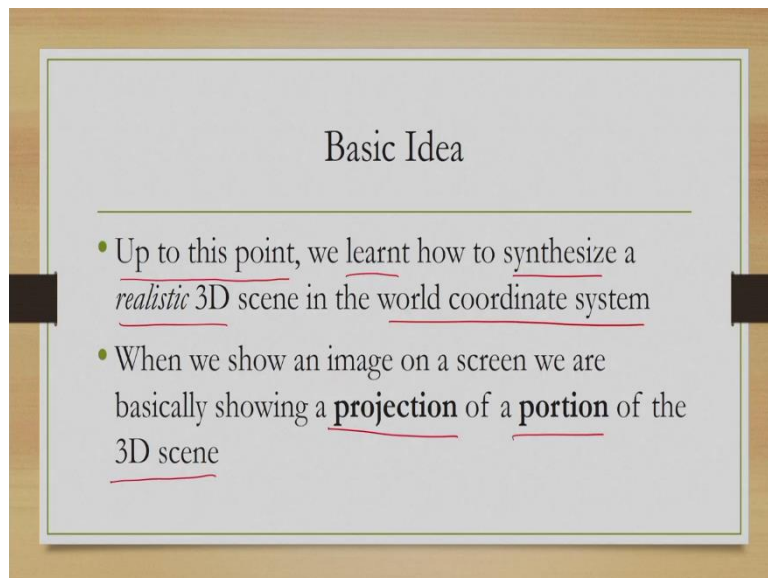 Basic Idea
• Up to this point, we learnt how to synthesize a
realistic 3D scene in the world coordinate system
• When we show an image on a screen we are
basically showing a projection of a portion of the
3D scene